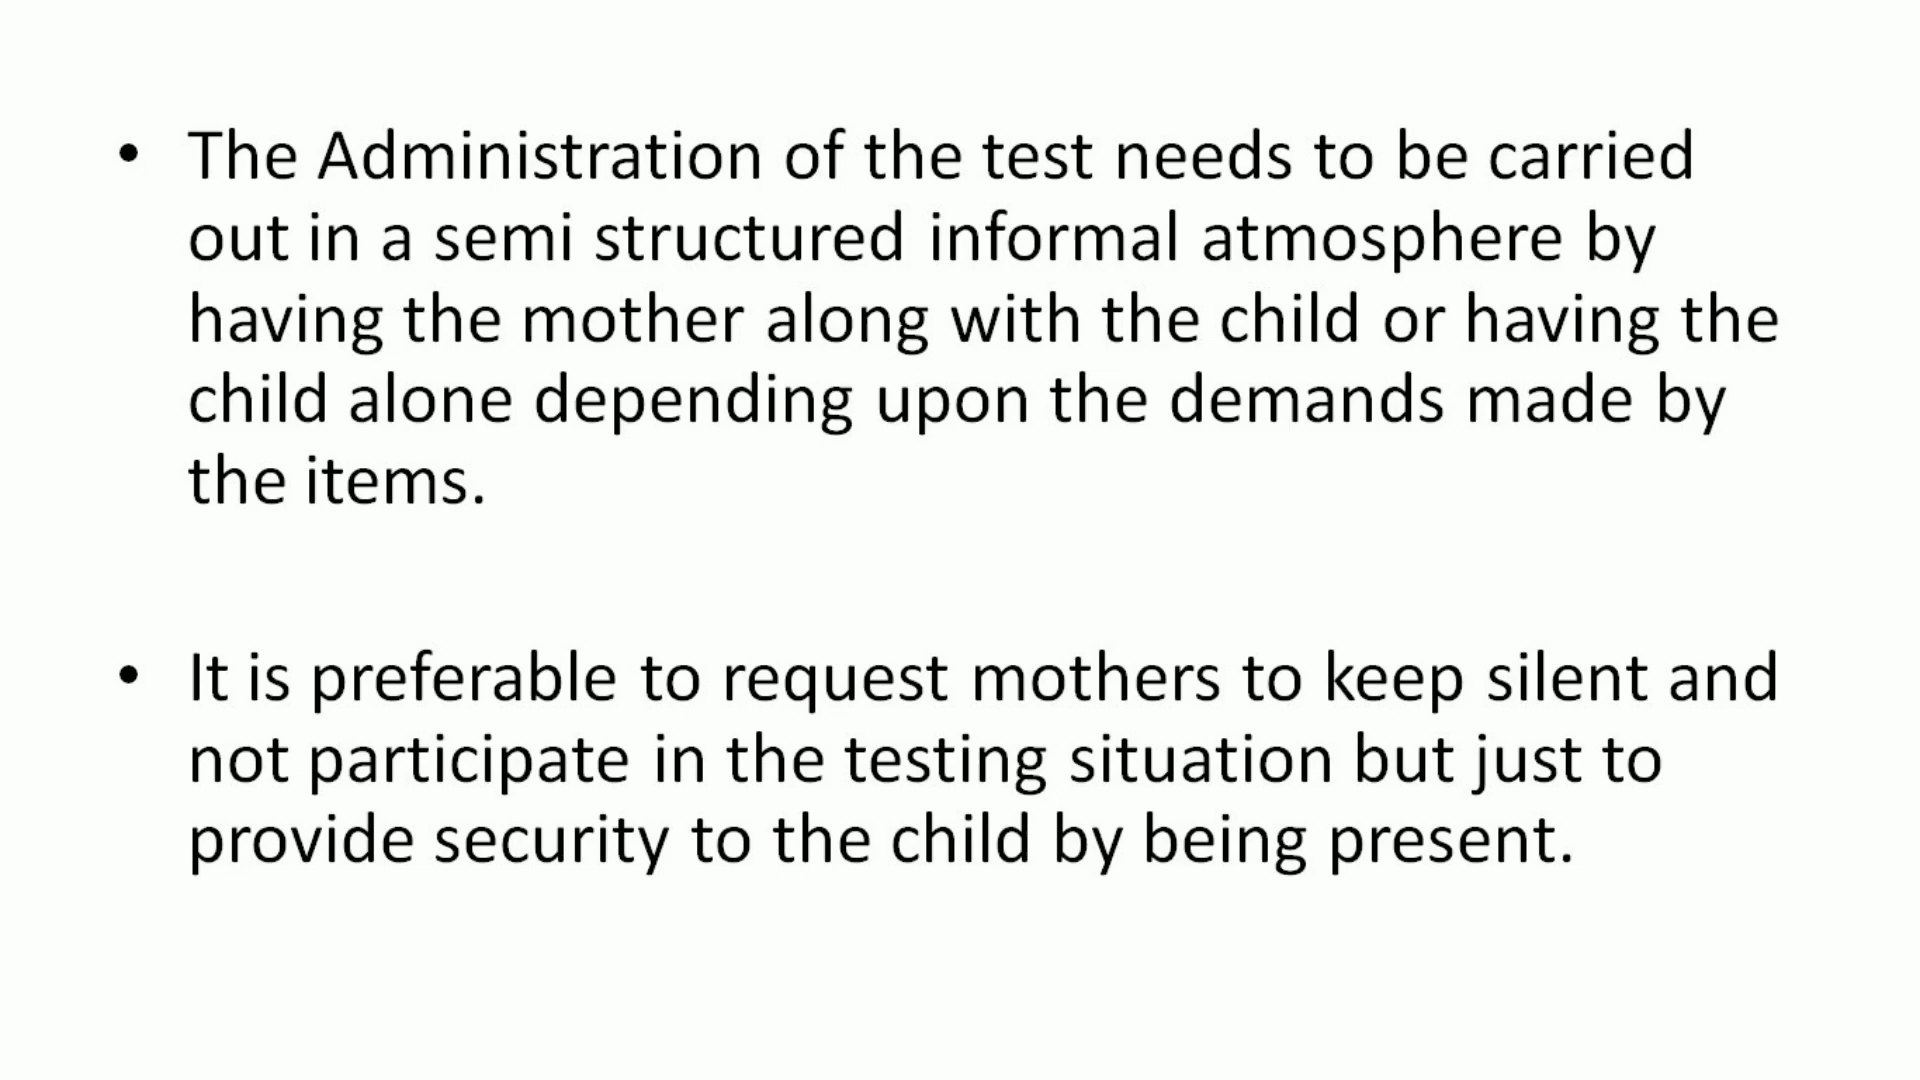 • The Administration of the test needs to be carried
out in a semi structured informal atmosphere by
having the mother along with the child or having the
child alone depending upon the demands made by
the items.
• It is preferable to request mothers to keep silent and
not participate in the testing situation but just to
provide security to the child by being present.